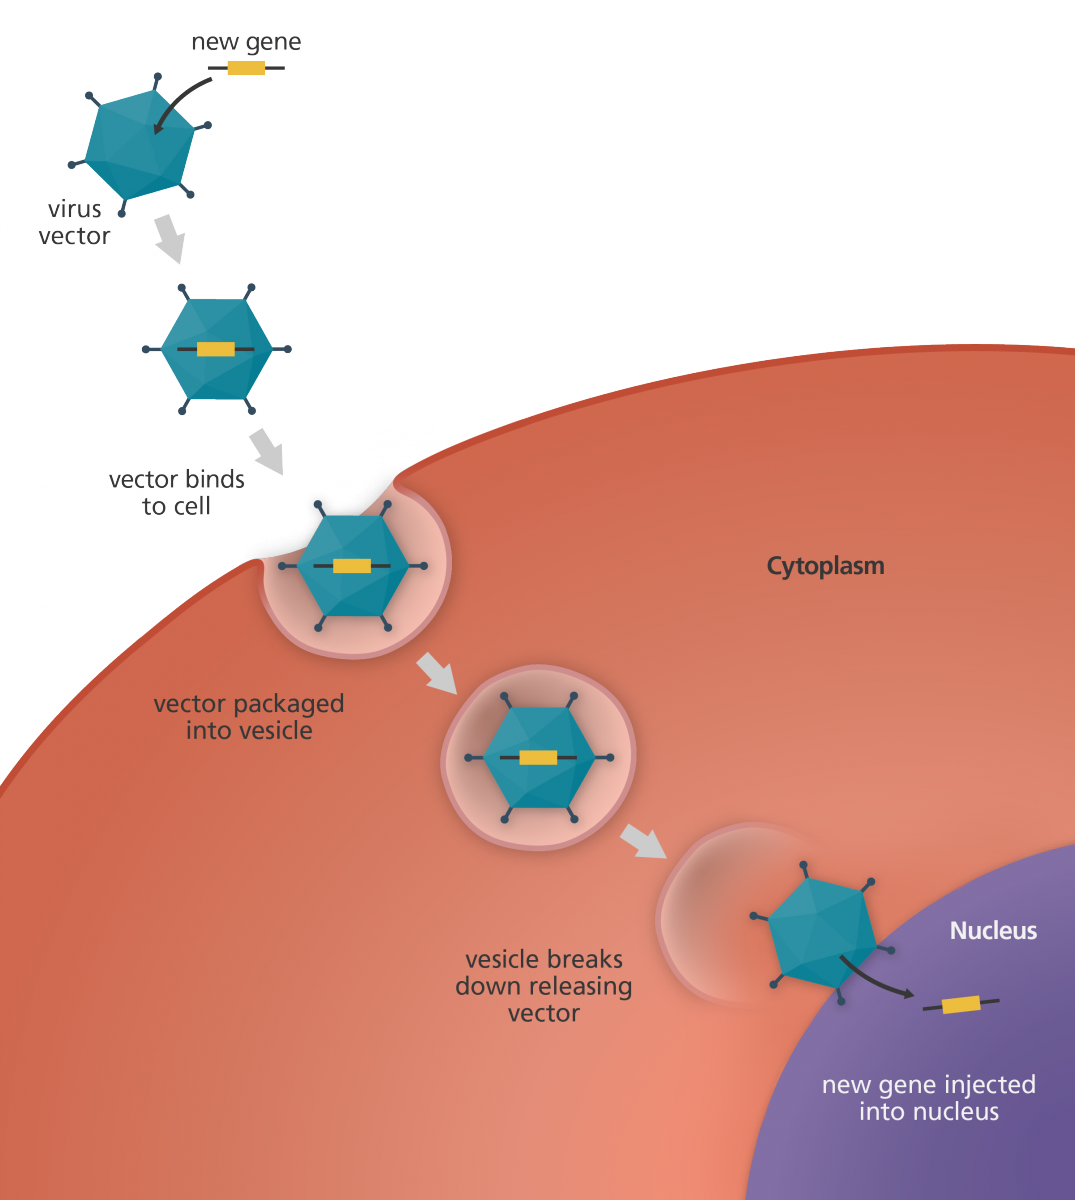 new gene
virus
vector
vector binds
to cell
Cytoplasm
vector packaged
into vesicle
Nucleus
vesicle breaks
down releasing
vector
new gene injected
into nucleus